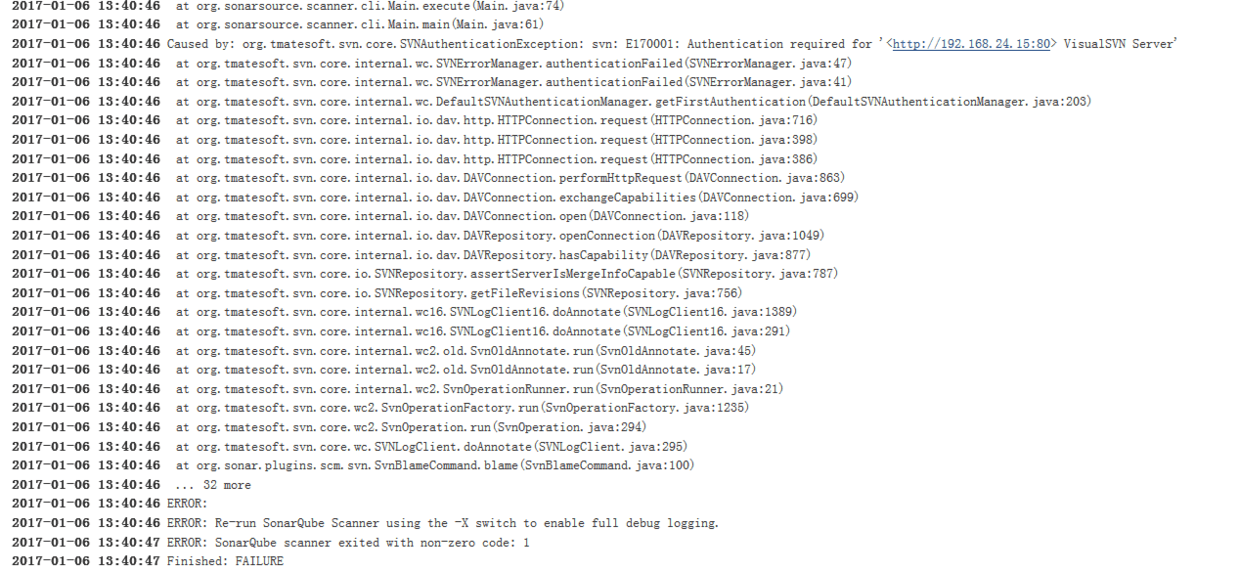 2017-01-06 13:40:46 at org.sonarsource.scanner.cli.Main.execute(Main.java:74)
2017-01-06 13:40:46 at org.sonarsource.scanner.cli.Main.main(Main.java:61)
2017-01-06 13:40:46 Caused by: org.tmatesoft.svn.core.SVNAuthenticationException: svn: E170001: Authentication required for '<http://192.168.24.15:80> VisualSVN Server'
2017-01-06 13:40:46 at org.tmatesoft.svn.core.internal.wc.SVNErrorManager.authenticationFailed(SVNErrorManager.java:47)
2017-01-06 13:40:46 at org.tmatesoft.svn.core.internal.wc.SVNErrorManager.authenticationFailed(SVNErrorManager.java:41)
2017-01-06 13:40:46 at org.tmatesoft.svn.core.internal.wc.DefaultSVNAuthenticationManager.getFirstAuthentication(DefaultSVNAuthenticationManager.java:203)
2017-01-06 13:40:46 at org.tmatesoft.svn.core.internal.io.dav.http.HTTPConnection.request(HTTPConnection.java:716)
2017-01-06 13:40:46 at org.tmatesoft.svn.core.internal.io.dav.http.HTTPConnection.request(HTTPConnection.java:398)
2017-01-06 13:40:46 at org.tmatesoft.svn.core.internal.io.dav.http.HTTPConnection.request(HTTPConnection.java:386)
2017-01-06 13:40:46 at org.tmatesoft.svn.core.internal.io.dav.DAVConnection.performHttpRequest(DAVConnection.java:863)
2017-01-06 13:40:46 at org.tmatesoft.svn.core.internal.io.dav.DAVConnection.exchangeCapabilities(DAVConnection.java:699)
2017-01-06 13:40:46 at org.tmatesoft.svn.core.internal.io.dav.DAVConnection.open(DAVConnection.java:118)
2017-01-06 13:40:46 at org.tmatesoft.svn.core.internal.io.dav.DAVRepository.openConnection(DAVRepository.java:1049)
2017-01-06 13:40:46 at org.tmatesoft.svn.core.internal.io.dav.DAVRepository.hasCapability(DAVRepository.java:877)
2017-01-06 13:40:46 at org.tmatesoft.svn.core.io.SVNRepository.assertServerIsMergeInfoCapable(SVNRepository.java:787)
2017-01-06 13:40:46 at org.tmatesoft.svn.core.io.SVNRepository.getFileRevisions(SVNRepository.java:756)
2017-01-06 13:40:46 at org.tmatesoft.svn.core.internal.wc16.SVNLogClient16.doAnnotate(SVNLogClient16.java:1389)
2017-01-06 13:40:46 at org.tmatesoft.svn.core.internal.wc16.SVNLogClient16.doAnnotate(SVNLogClient16.java:291)
2017-01-06 13:40:46 at org.tmatesoft.svn.core.internal.wc2.old.SvnOldAnnotate.run(SvnOldAnnotate.java:45)
2017-01-06 13:40:46 at org.tmatesoft.svn.core.internal.wc2.old.SvnOldAnnotate.run(SvnOldAnnotate.java:17)
2017-01-06 13:40:46 at org.tmatesoft.svn.core.internal.wc2.SvnOperationRunner.run(SvnOperationRunner.java:21)
2017-01-06 13:40:46 at org.tmatesoft.svn.core.wc2.SvnOperationFactory.run(SvnOperationFactory.java:1235)
2017-01-06 13:40:46 at org.tmatesoft.svn.core.wc2.SvnOperation.run(SvnOperation.java:294)
2017-01-06 13:40:46 at org.tmatesoft.svn.core.wc.SVNLogClient.doAnnotate(SVNLogClient.java:295)
2017-01-06 13:40:46 at org.sonar.plugins.scm.svn.SvnBlameCommand.blame(SvnBlameCommand.java:100)
2017-01-06 13:40:46 ... 32 more
2017-01-06 13:40:46 ERROR:
2017-01-06 13:40:46 ERROR: Re-run SonarQube Scanner using the -X switch to enable full debug logging.
2017-01-06 13:40:47 ERROR: SonarQube scanner exited with non-zero code: 1
2017-01-06 13:40:47 Finished: FAILURE